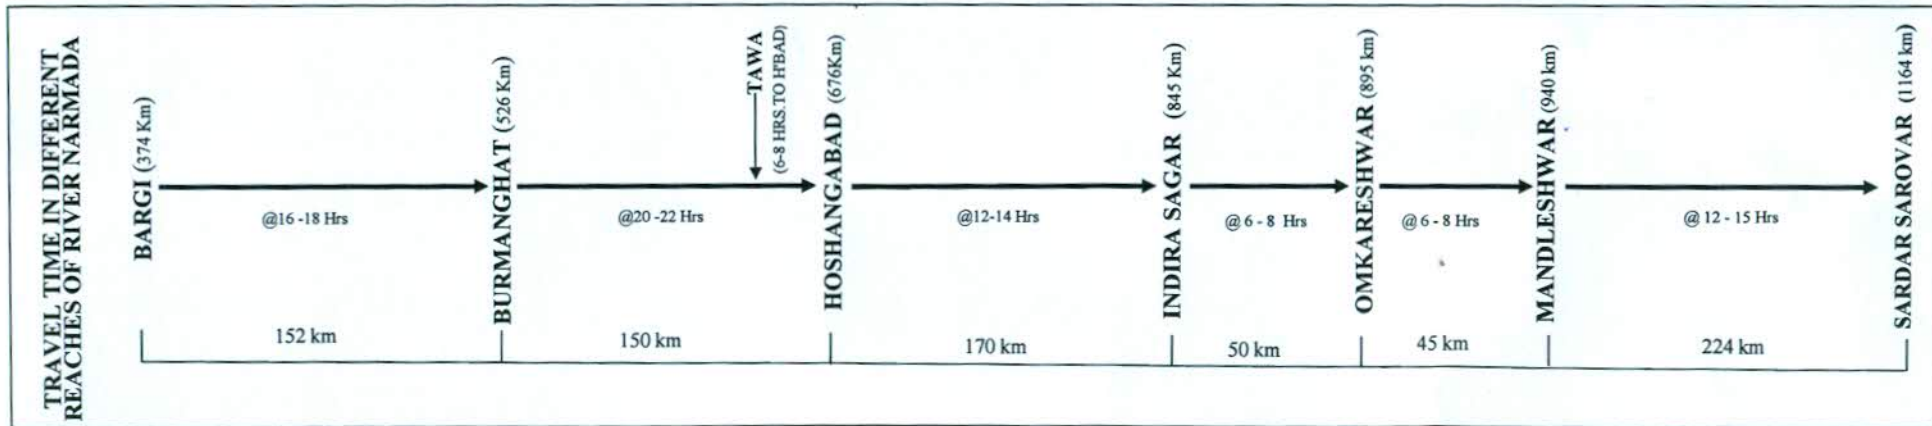 TRAVEL TIME IN DIFFERENT
REACHES OF RIVER NARMADA
BARGI (374 Km)
@16 -18 Hrs
BURMANGHAT (526 Km)
@20 -22 Hrs
TAWA
(6-8 HRS.TO H'BAD)
HOSHANGABAD (676Km)
@12-14 Hrs
INDIRA SAGAR (845 Km)
@ 6 - 8 Hrs
OMKARESHWAR (895 km)
@ 6 - 8 Hrs
MANDLESHWAR (940 km)
@ 12 - 15 Hrs
SARDAR SAROVAR (1164 km)
152 km
150 km
170 km
50 km
45 km
224 km